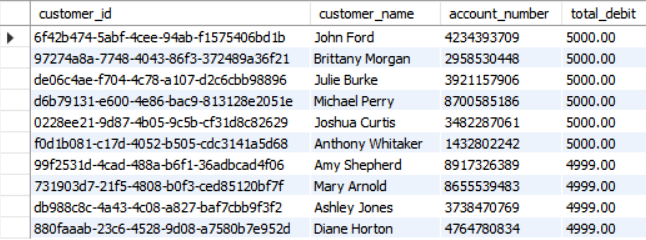 customer_id customer_name account_number total_debit
6f42b474-5abf-4cee-94ab-f1575406bd1b John Ford 4234393709 5000.00
97274a8a-7748-4043-86f3-372489a36f21 Brittany Morgan 2958530448 5000.00
de06c4ae-f704-4c78-a107-d2c6cbb98896 Julie Burke 3921157906 5000.00
d6b79131-e600-4e86-bac9-813128e2051e Michael Perry 8700585186 5000.00
0228ee21-9d87-4b05-9c5b-cf31d8c82629 Joshua Curtis 3482287061 5000.00
f0d1b081-c17d-4052-b505-cdc3141a5d68 Anthony Whitaker 1432802242 5000.00
99f2531d-4cad-488a-b6f1-36adbcad4f06 Amy Shepherd 8917326389 4999.00
731903d7-21f5-4808-b0f3-ced85120bf7f Mary Arnold 8655539483 4999.00
db988c8c-4a43-4c08-a827-baf7cbb9f3f2 Ashley Jones 3738470769 4999.00
880faaab-23c6-4528-9d08-a7580b7e952d Diane Horton 4764780834 4999.00